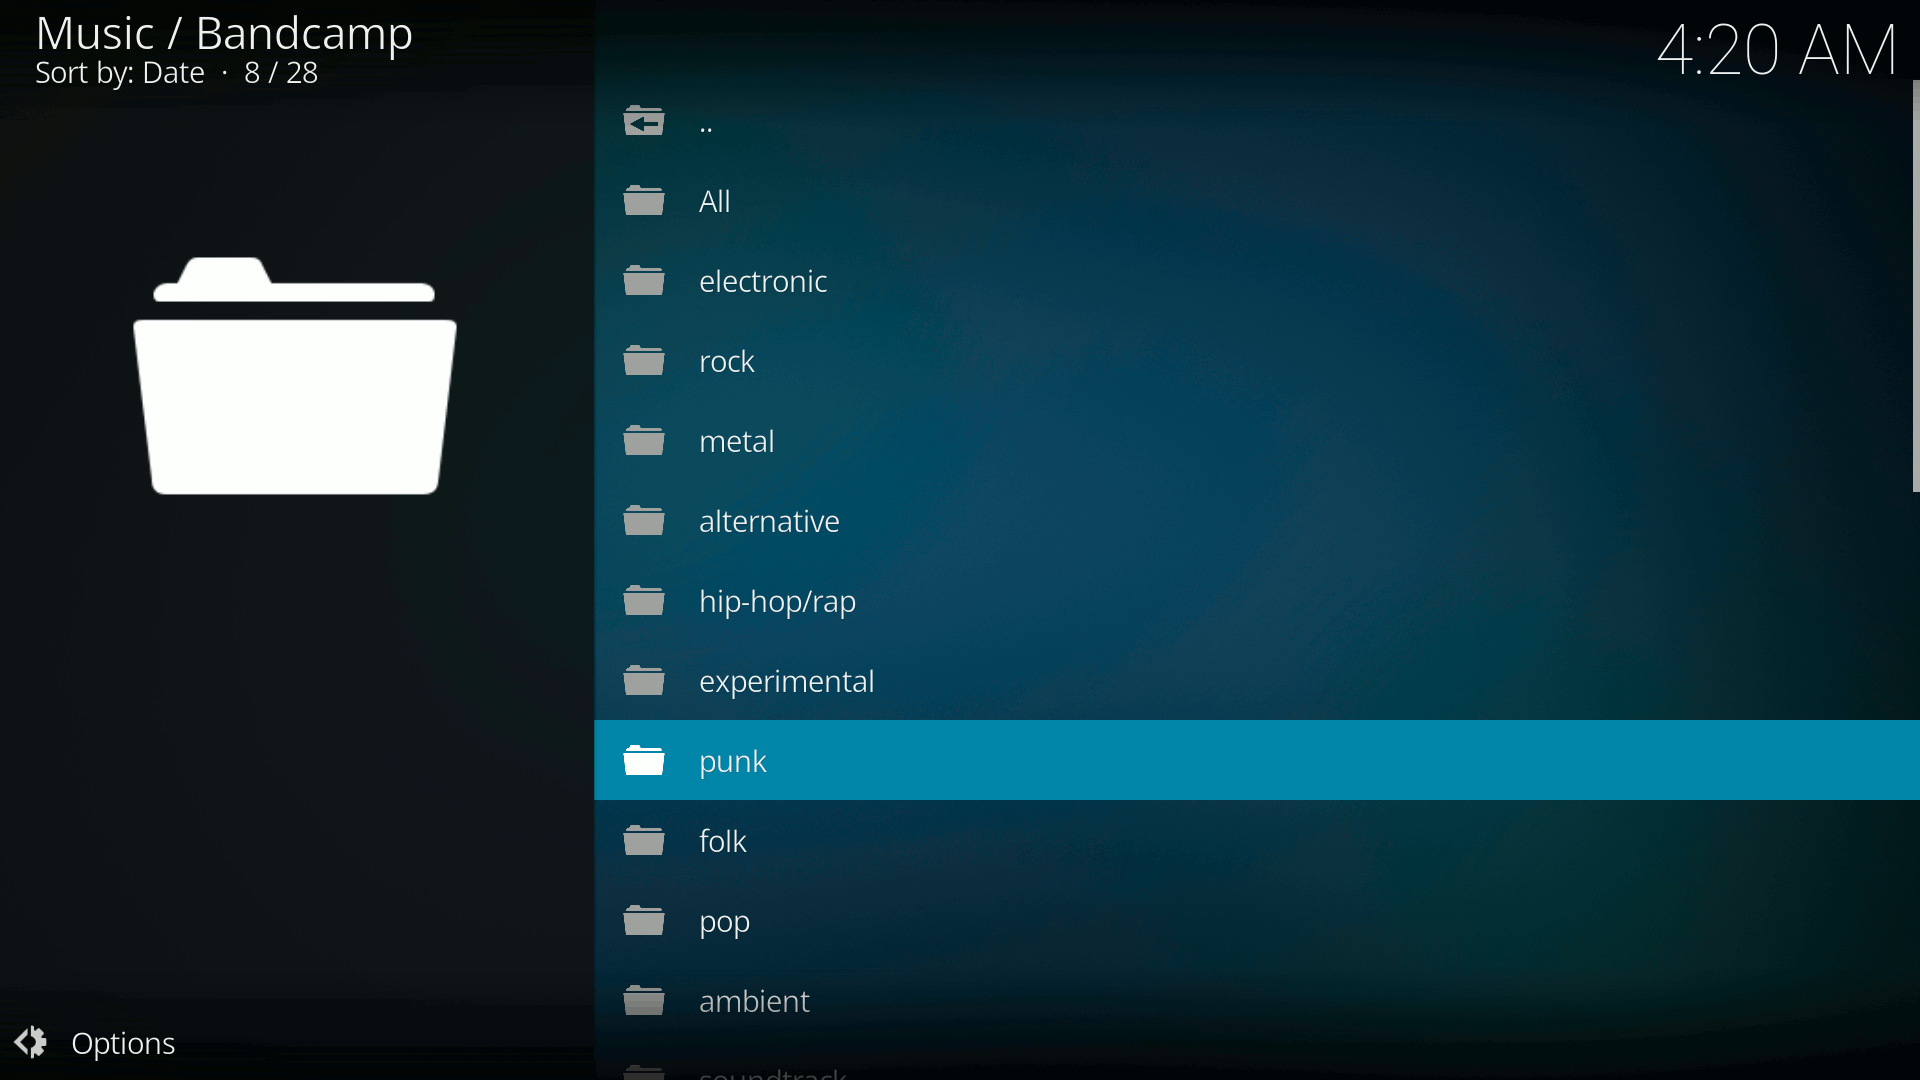 Music / Bandcamp
Sort by: Date · 8 / 28
4:20 AM
..
All
electronic
rock
metal
alternative
hip-hop/rap
experimental
punk
folk
pop
ambient
soundtrack
Options